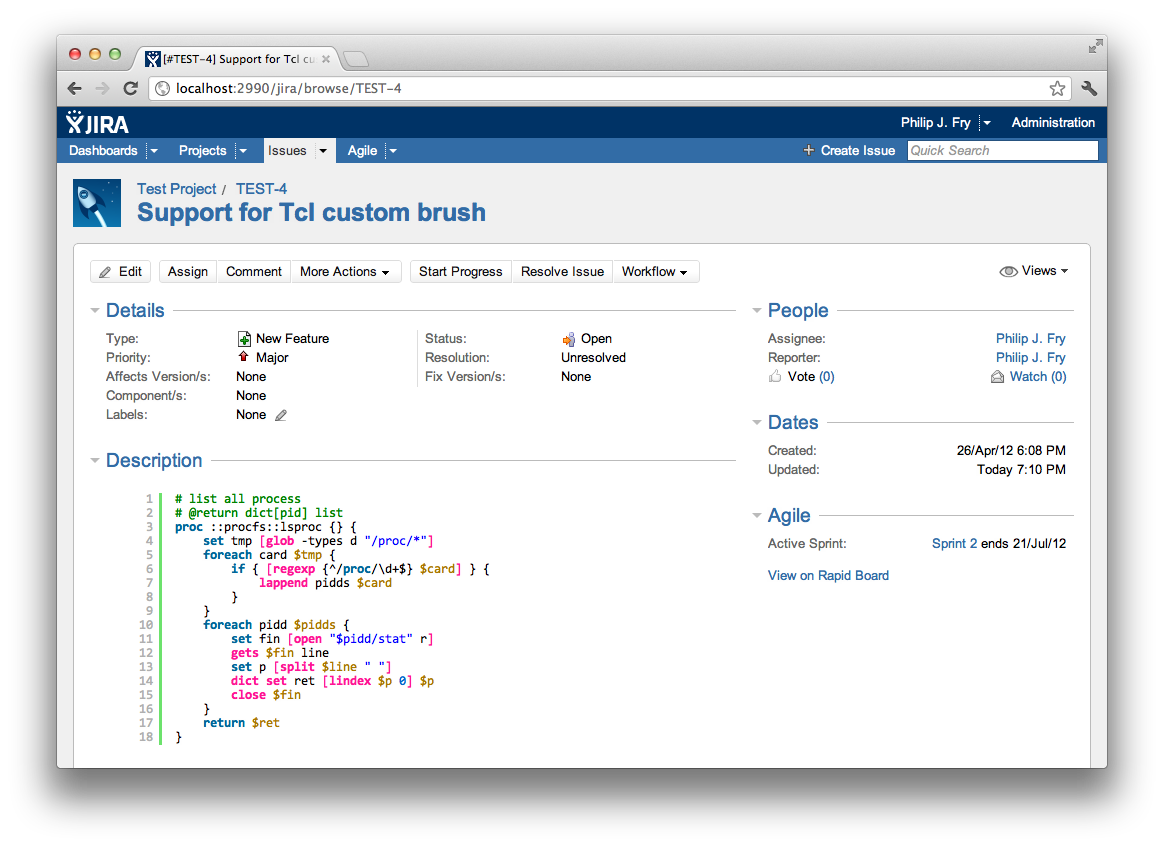 [#TEST-4] Support for Tcl cu
localhost:2990/jira/browse/TEST-4
JIRA
Philip J. Fry Administration
Dashboards Projects Issues Agile + Create Issue Quick Search
Test Project / TEST-4
Support for Tcl custom brush
Edit Assign Comment More Actions Start Progress Resolve Issue Workflow Views
Details
Type: New Feature
Priority: Major
Affects Version/s: None
Component/s: None
Labels: None
Status: Open
Resolution: Unresolved
Fix Version/s: None
People
Assignee: Philip J. Fry
Reporter: Philip J. Fry
Vote (0) Watch (0)
Dates
Created: 26/Apr/12 6:08 PM
Updated: Today 7:10 PM
Agile
Active Sprint: Sprint 2 ends 21/Jul/12
View on Rapid Board
Description
1 # list all process
2 # @return dict[pid] list
3 proc ::procfs::lsproc {} {
4     set tmp [glob -types d "/proc/*"]
5     foreach card $tmp {
6         if { [regexp {^/proc/\d+$} $card] } {
7             lappend pidds $card
8         }
9     }
10     foreach pidd $pidds {
11         set fin [open "$pidd/stat" r]
12         gets $fin line
13         set p [split $line " "]
14         dict set ret [lindex $p 0] $p
15         close $fin
16     }
17     return $ret
18 }